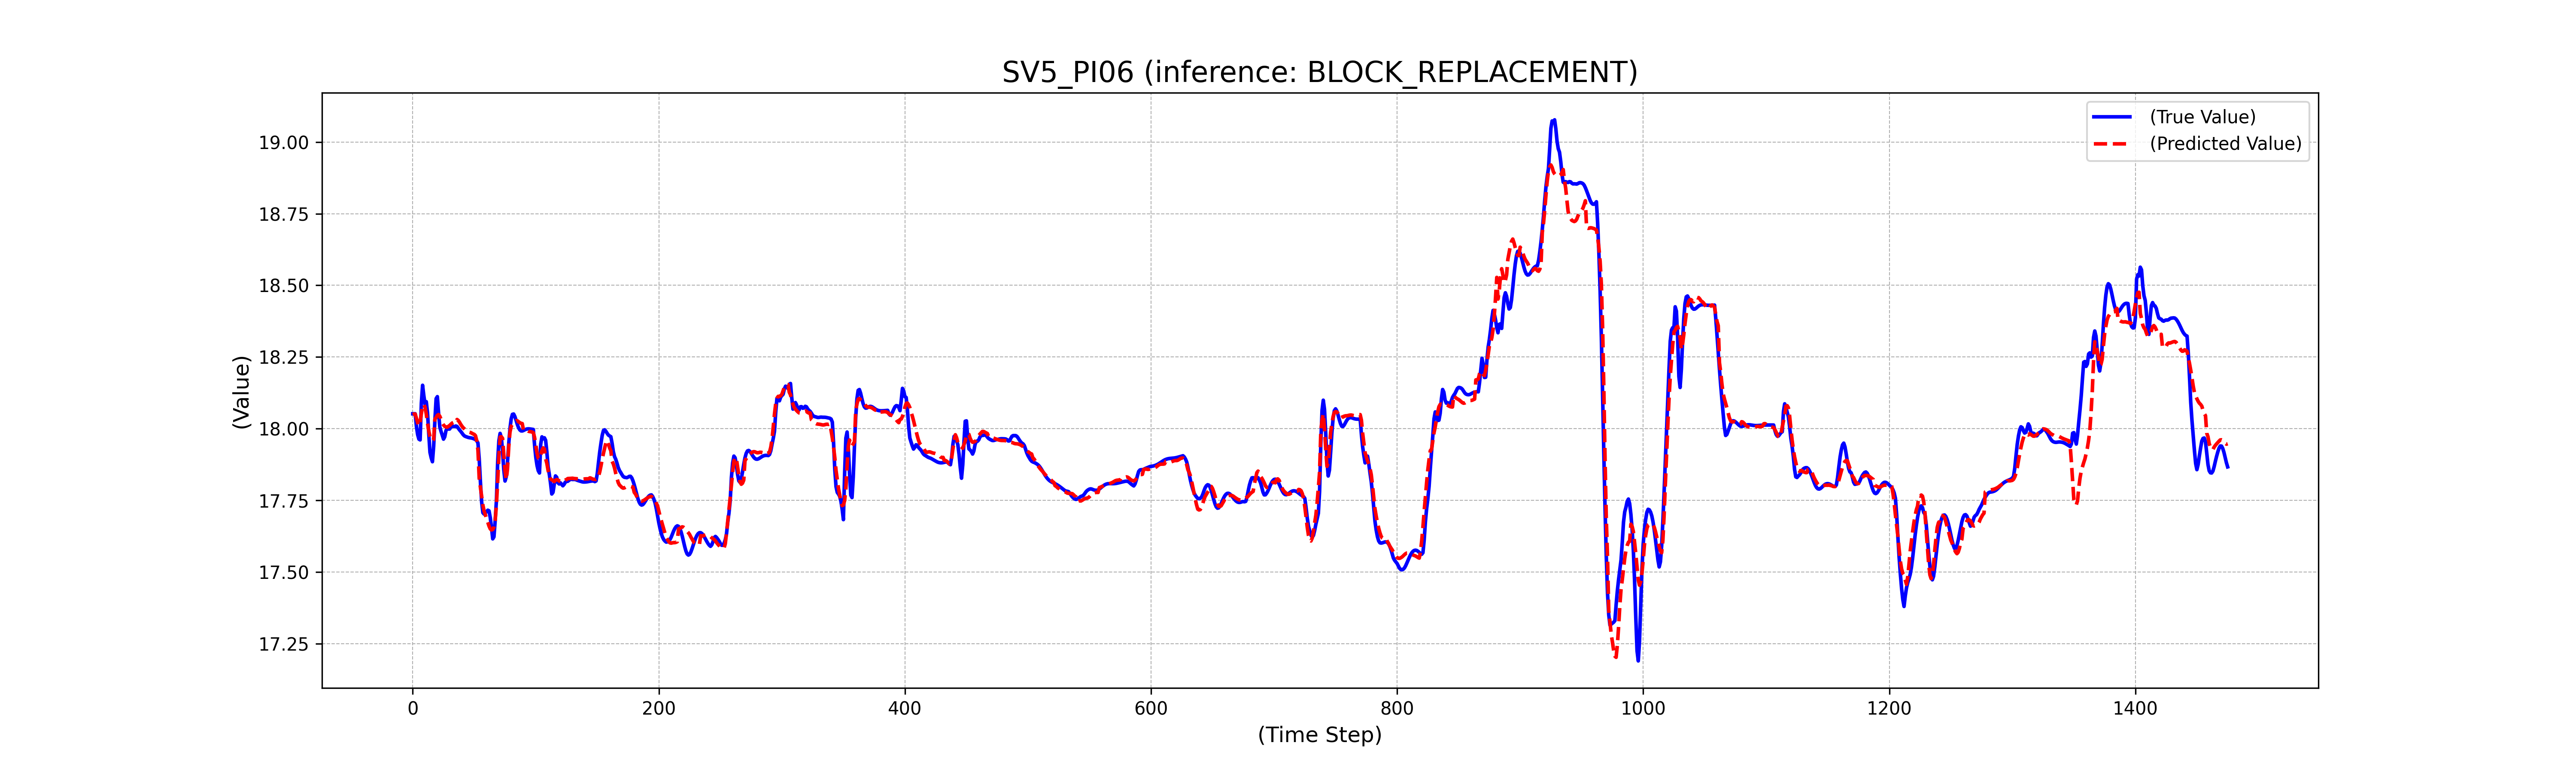 SV5_PI06 (inference: BLOCK_REPLACEMENT)
(True Value)
(Predicted Value)
(Value)
19.00
18.75
18.50
18.25
18.00
17.75
17.50
17.25
0 200 400 600 800 1000 1200 1400
(Time Step)